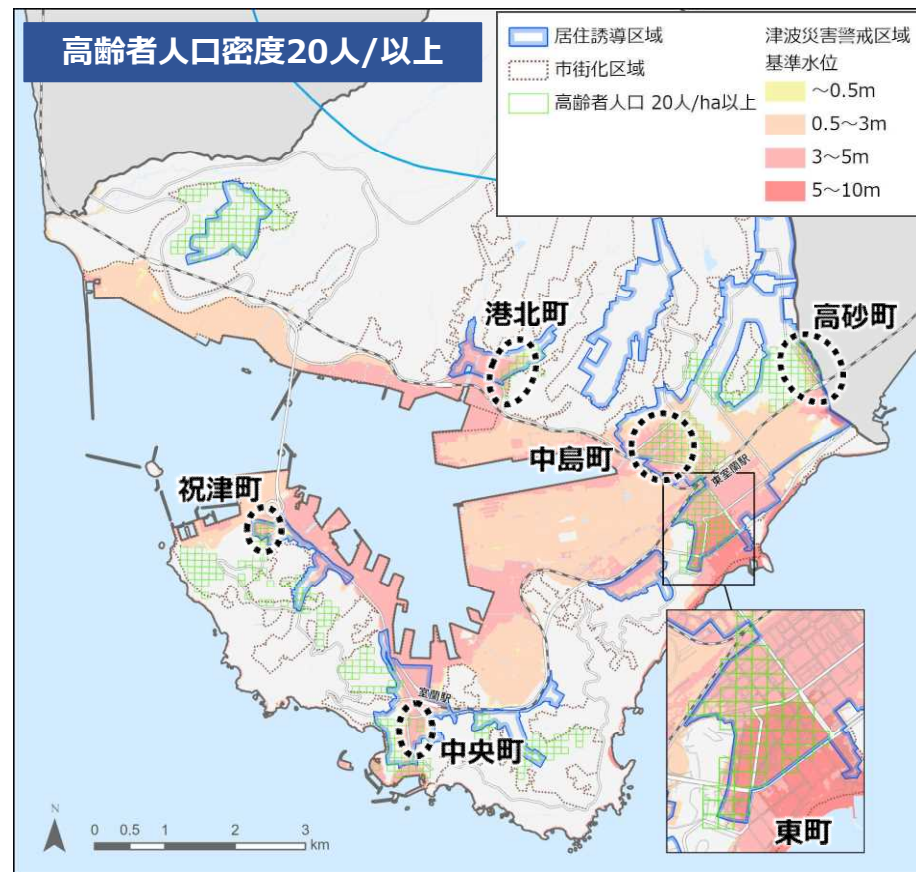 高齢者人口密度20人/以上
居住誘導区域
市街化区域
高齢者人口 20人/ha以上
津波災害警戒区域
基準水位
～0.5m
0.5～3m
3～5m
5～10m
港北町
高砂町
中島町
東室蘭駅
祝津町
室蘭駅
中央町
東町
N
0 0.5 1 2 3
km